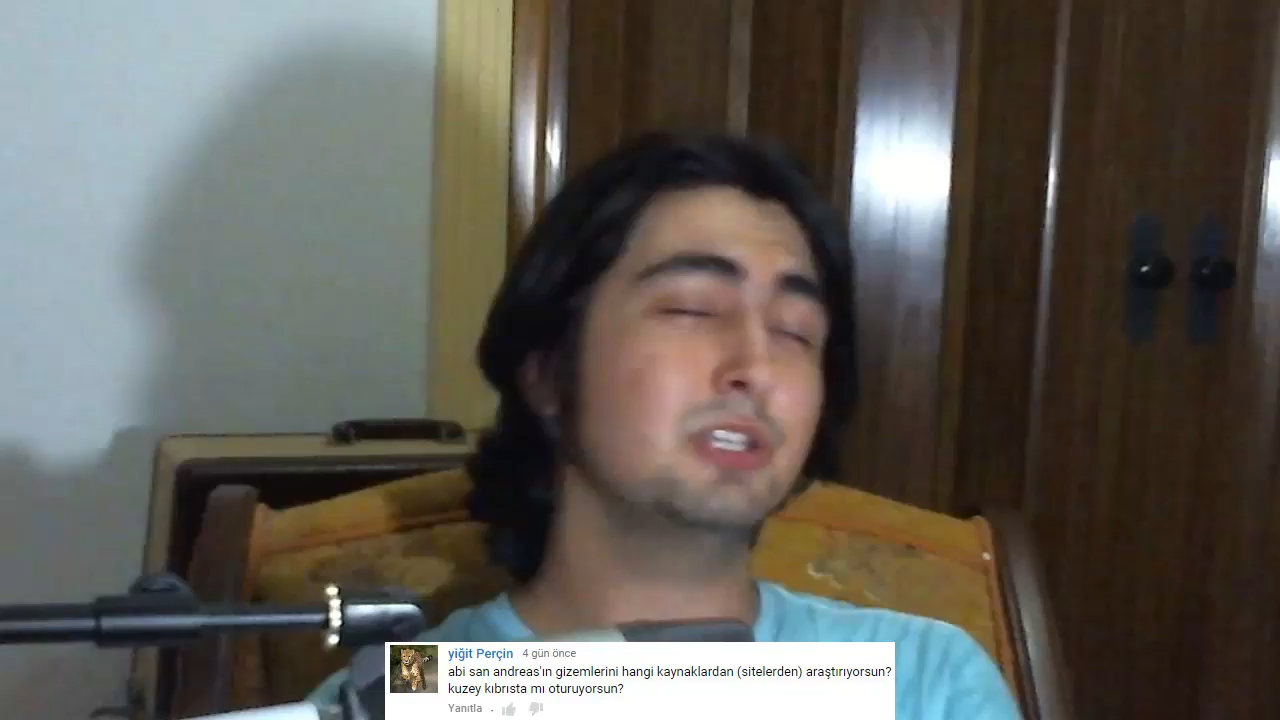 yiğit Perçin 4 gün önce
abi san andreas'ın gizemlerini hangi kaynaklardan (sitelerden) araştırıyorsun?
kuzey kıbrısta mı oturuyorsun?
Yanıtla